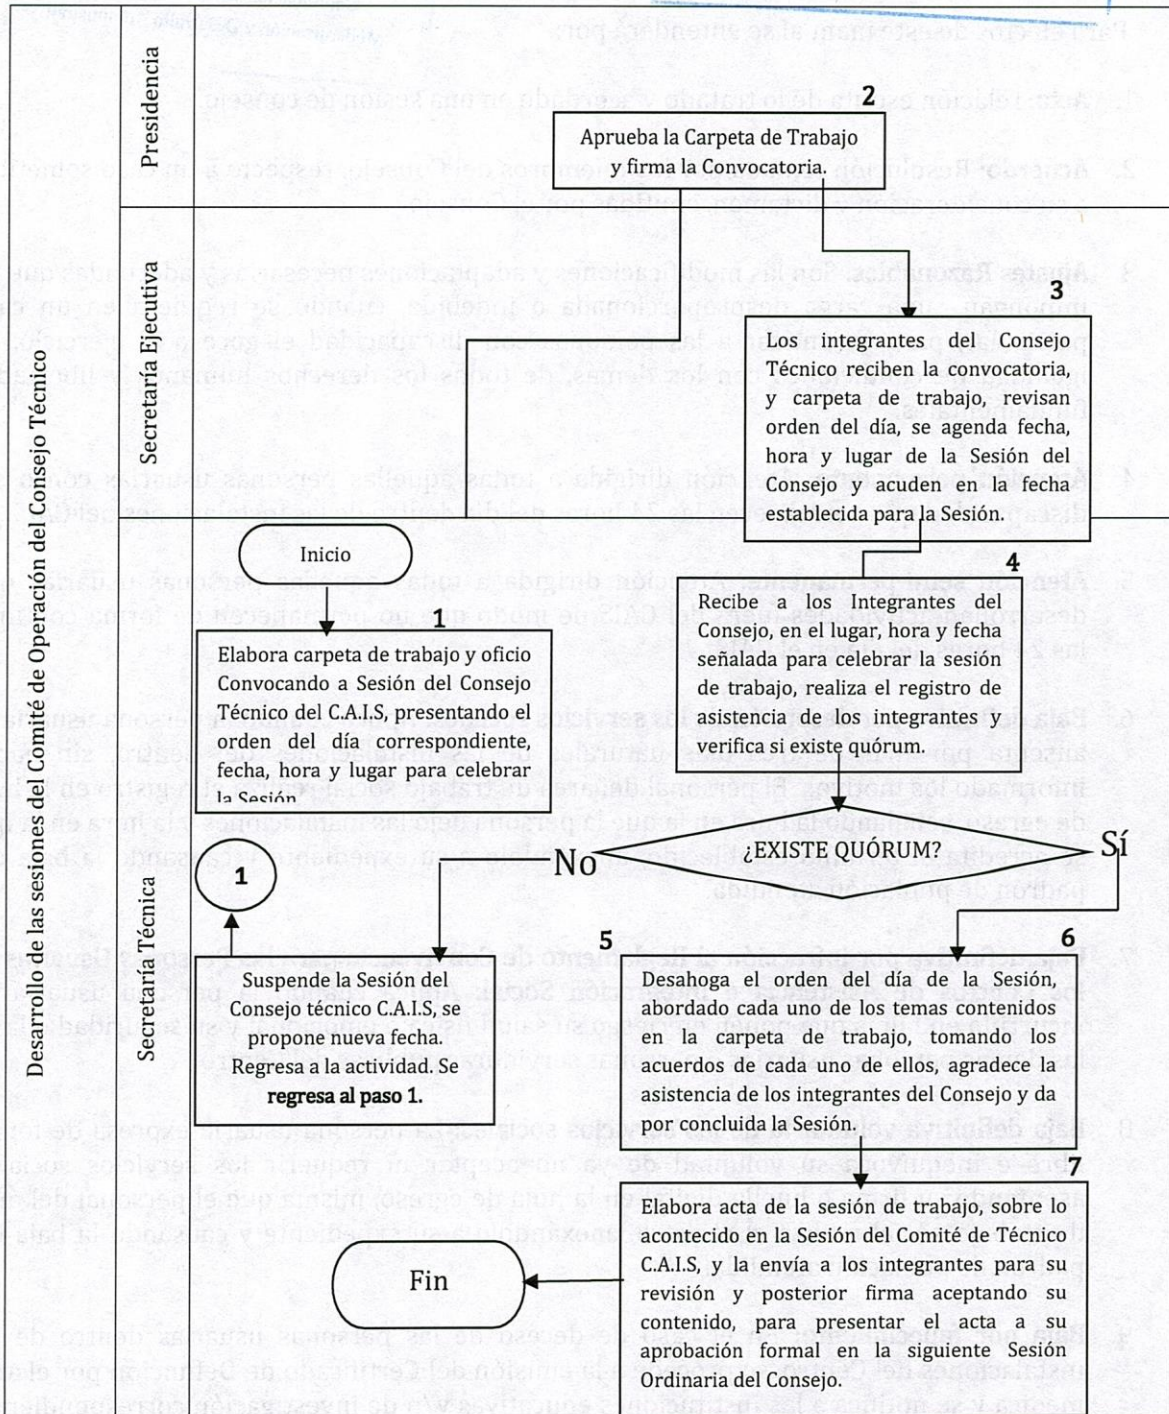 Desarrollo de las sesiones del Comité de Operación del Consejo Técnico
Presidencia
2
Aprueba la Carpeta de Trabajo
y firma la Convocatoria.
Secretaría Ejecutiva
3
Los integrantes del Consejo
Técnico reciben la convocatoria,
y carpeta de trabajo, revisan
orden del día, se agenda fecha,
hora y lugar de la Sesión del
Consejo y acuden en la fecha
establecida para la Sesión.
Secretaría Técnica
Inicio
1
Elabora carpeta de trabajo y oficio
Convocando a Sesión del Consejo
Técnico del C.A.I.S, presentando el
orden del día correspondiente,
fecha, hora y lugar para celebrar
la Sesión
4
Recibe a los Integrantes del
Consejo, en el lugar, hora y fecha
señalada para celebrar la sesión
de trabajo, realiza el registro de
asistencia de los integrantes y
verifica si existe quórum.
¿EXISTE QUÓRUM?
No
Sí
1
5
Suspende la Sesión del
Consejo técnico C.A.I.S, se
propone nueva fecha.
Regresa a la actividad. Se
regresa al paso 1.
6
Desahoga el orden del día de la Sesión,
abordado cada uno de los temas contenidos
en la carpeta de trabajo, tomando los
acuerdos de cada uno de ellos, agradece la
asistencia de los integrantes del Consejo y da
por concluida la Sesión.
7
Elabora acta de la sesión de trabajo, sobre lo
acontecido en la Sesión del Comité de Técnico
C.A.I.S, y la envía a los integrantes para su
revisión y posterior firma aceptando su
contenido, para presentar el acta a su
aprobación formal en la siguiente Sesión
Ordinaria del Consejo.
Fin